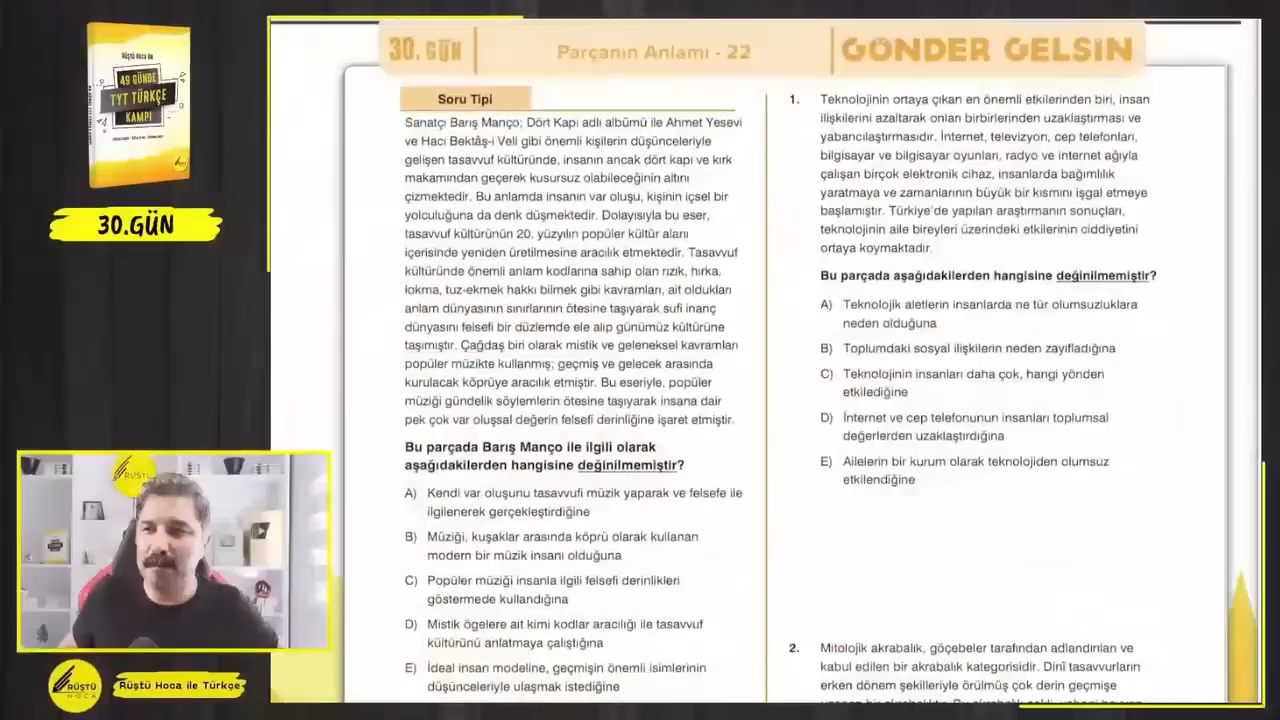 RÜŞTÜ HOCA'DAN
49 GÜNDE
TYT TÜRKÇE
KAMPI
30.GÜN
RÜŞTÜ
RÜŞTÜ
HOCA
Rüştü Hoca ile Türkçe
30. GÜN
Parçanın Anlamı - 22
GÖNDER GELSİN
Soru Tipi
Sanatçı Barış Manço; Dört Kapı adlı albümü ile Ahmet Yesevi
ve Hacı Bektâş-i Veli gibi önemli kişilerin düşünceleriyle
gelişen tasavvuf kültüründe, insanın ancak dört kapı ve kırk
makamından geçerek kusursuz olabileceğinin altını
çizmektedir. Bu anlamda insanın var oluşu, kişinin içsel bir
yolculuğuna da denk düşmektedir. Dolayısıyla bu eser,
tasavvuf kültürünün 20. yüzyılın popüler kültür alanı
içerisinde yeniden üretilmesine aracılık etmektedir. Tasavvuf
kültüründe önemli anlam kodlarına sahip olan rızık, hırka,
lokma, tuz-ekmek hakkı bilmek gibi kavramları, ait oldukları
anlam dünyasının sınırlarının ötesine taşıyarak sufi inanç
dünyasını felsefi bir düzlemde ele alıp günümüz kültürüne
taşımıştır. Çağdaş biri olarak mistik ve geleneksel kavramları
popüler müzikte kullanmış; geçmiş ve gelecek arasında
kurulacak köprüye aracılık etmiştir. Bu eseriyle, popüler
müziği gündelik söylemlerin ötesine taşıyarak insana dair
pek çok var oluşsal değerin felsefi derinliğine işaret etmiştir.
Bu parçada Barış Manço ile ilgili olarak
aşağıdakilerden hangisine değinilmemiştir?
A) Kendi var oluşunu tasavvufi müzik yaparak ve felsefe ile
ilgilenerek gerçekleştirdiğine
B) Müziği, kuşaklar arasında köprü olarak kullanan
modern bir müzik insanı olduğuna
C) Popüler müziği insanla ilgili felsefi derinlikleri
göstermede kullandığına
D) Mistik ögelere ait kimi kodlar aracılığı ile tasavvuf
kültürünü anlatmaya çalıştığına
E) İdeal insan modeline, geçmişin önemli isimlerinin
düşünceleriyle ulaşmak istediğine
1. Teknolojinin ortaya çıkan en önemli etkilerinden biri, insan
ilişkilerini azaltarak onları birbirlerinden uzaklaştırması ve
yabancılaştırmasıdır. İnternet, televizyon, cep telefonları,
bilgisayar ve bilgisayar oyunları, radyo ve internet ağıyla
çalışan birçok elektronik cihaz, insanlarda bağımlılık
yaratmaya ve zamanlarının büyük bir kısmını işgal etmeye
başlamıştır. Türkiye'de yapılan araştırmanın sonuçları,
teknolojinin aile bireyleri üzerindeki etkilerinin ciddiyetini
ortaya koymaktadır.
Bu parçada aşağıdakilerden hangisine değinilmemiştir?
A) Teknolojik aletlerin insanlarda ne tür olumsuzluklara
neden olduğuna
B) Toplumdaki sosyal ilişkilerin neden zayıfladığına
C) Teknolojinin insanları daha çok, hangi yönden
etkilediğine
D) İnternet ve cep telefonunun insanları toplumsal
değerlerden uzaklaştırdığına
E) Ailelerin bir kurum olarak teknolojiden olumsuz
etkilendiğine
2. Mitolojik akrabalık, göçebeler tarafından adlandırılan ve
kabul edilen bir akrabalık kategorisidir. Dinî tasavvurların
erken dönem şekilleriyle örülmüş çok derin geçmişe